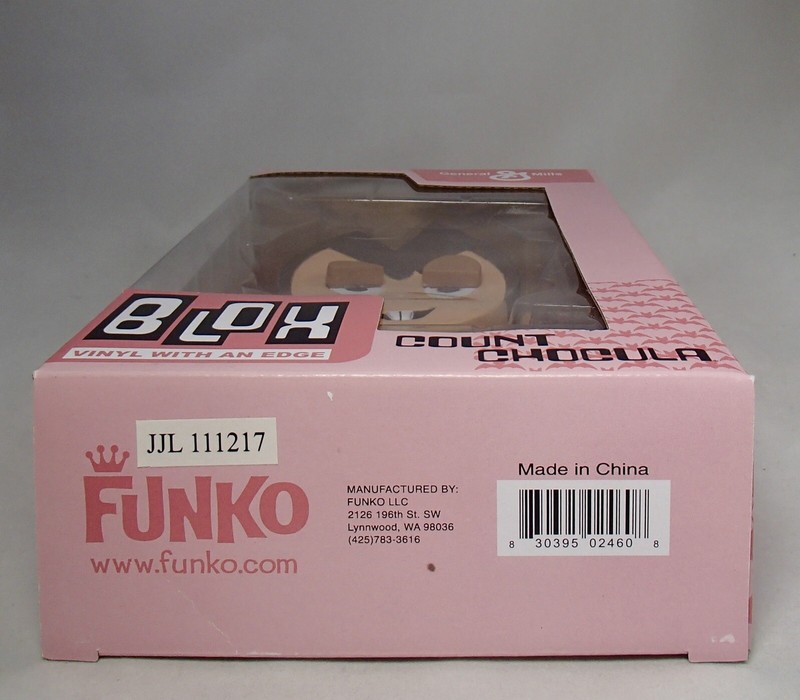 General Mills
BLOX
VINYL WITH AN EDGE
COUNT
CHOCULA
JJL 111217
FUNKO
www.funko.com
MANUFACTURED BY:
FUNKO LLC
2126 196th St. SW
Lynnwood, WA 98036
(425)783-3616
Made in China
8 30395 02460 8